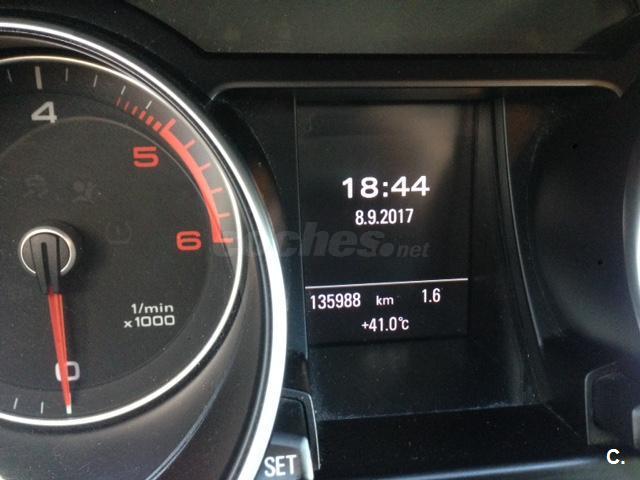 4
5
6
1/min
x1000
0
18:44
8.9.2017
coches.net
135988 km 1.6
+41.0°c
SET
C.